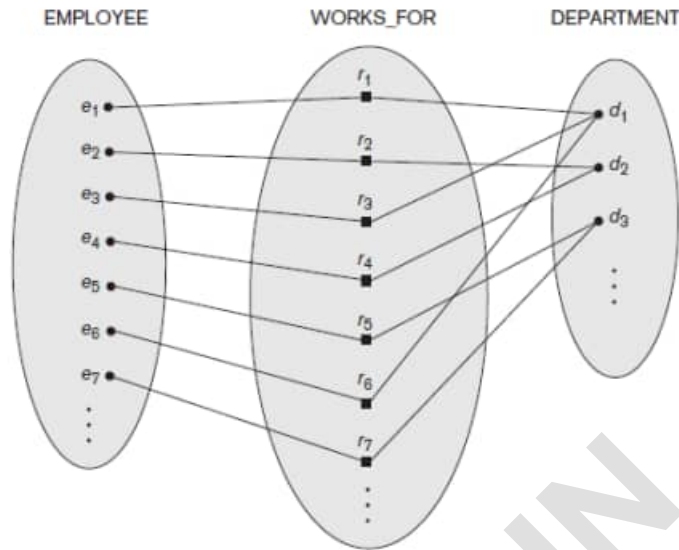 EMPLOYEE WORKS_FOR DEPARTMENT
e1 r1 d1
e2 r2 d2
e3 r3 d3
e4 r4
e5 r5
e6 r6
e7 r7
IN